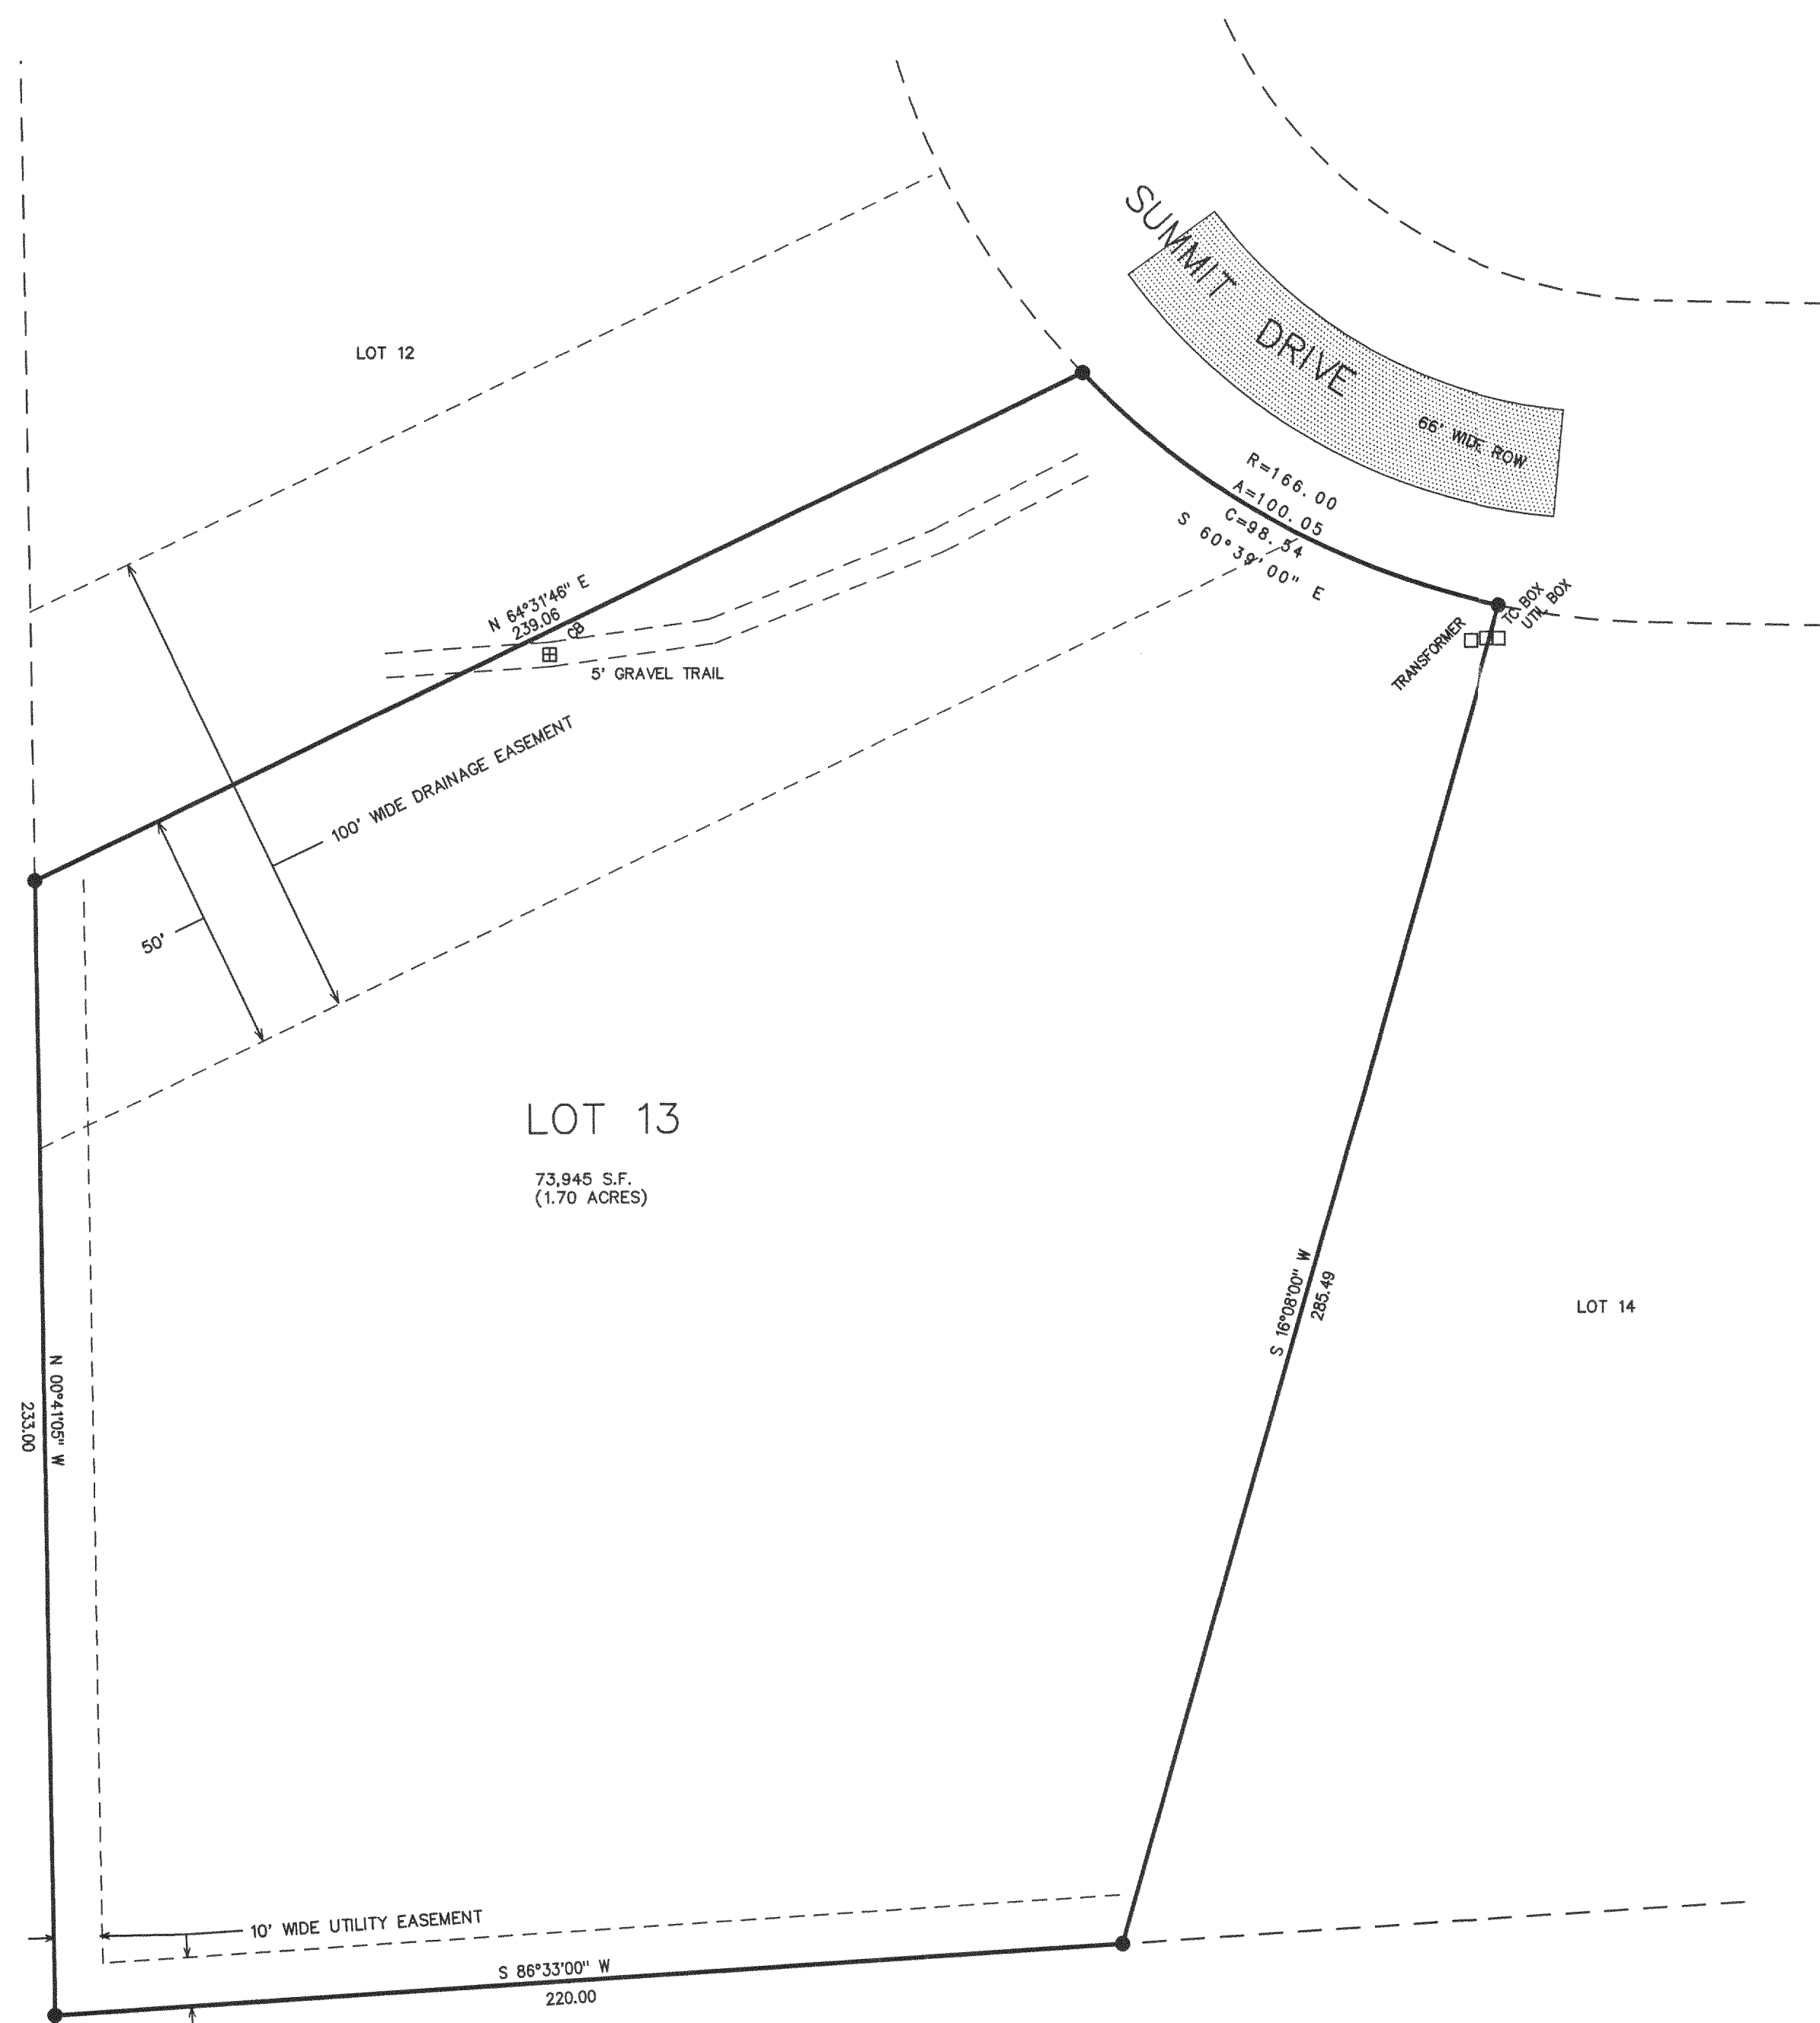 SUMMIT DRIVE
66' WIDE ROW
LOT 12
R=166.00
A=100.05
C=98.54
S 60°39'00" E
N 64°31'46" E
239.06
CB
5' GRAVEL TRAIL
TRANSFORMER
TC BOX
UTIL BOX
100' WIDE DRAINAGE EASEMENT
50'
LOT 13
73,945 S.F.
(1.70 ACRES)
S 16°08'00" W
285.49
LOT 14
N 00°41'05" W
233.00
10' WIDE UTILITY EASEMENT
S 86°33'00" W
220.00